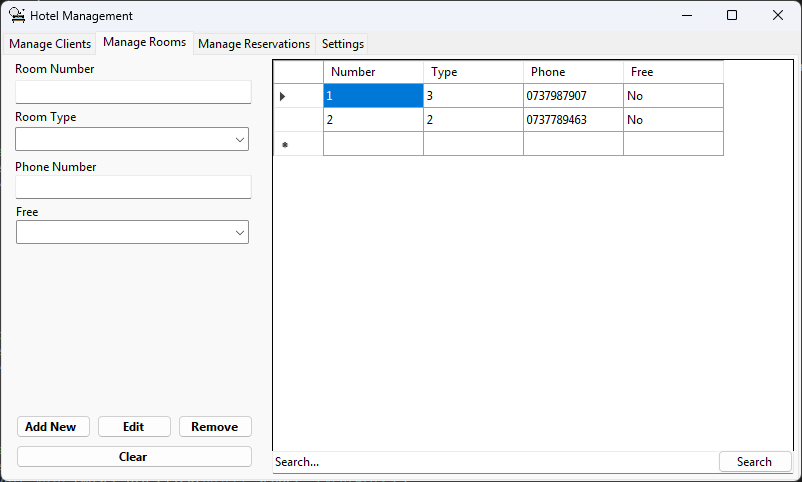 Hotel Management
Manage Clients Manage Rooms Manage Reservations Settings
Room Number
Room Type
Phone Number
Free
Add New Edit Remove
Clear
Number Type Phone Free
1 3 0737987907 No
2 2 0737789463 No
Search... Search